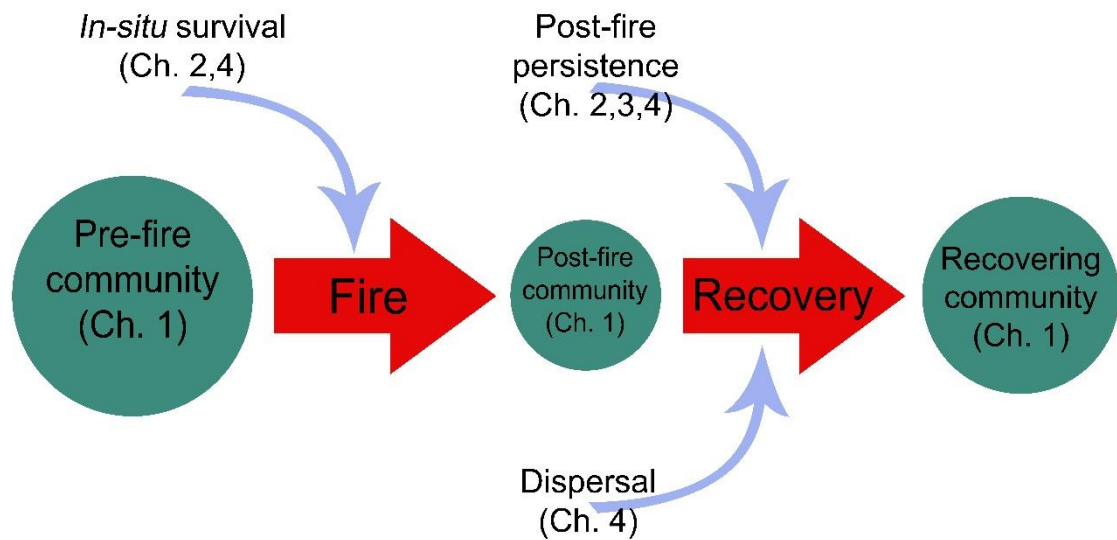 In-situ survival
(Ch. 2,4)
Post-fire
persistence
(Ch. 2,3,4)
Pre-fire
community
(Ch. 1)
Fire
Post-fire
community
(Ch. 1)
Recovery
Recovering
community
(Ch. 1)
Dispersal
(Ch. 4)